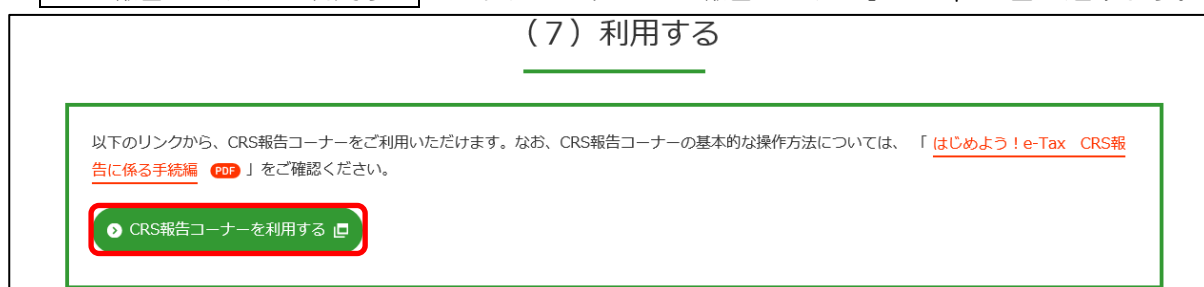 （７）利用する
以下のリンクから、CRS報告コーナーをご利用いただけます。なお、CRS報告コーナーの基本的な操作方法については、 「 はじめよう！e-Tax　CRS報
告に係る手続編 PDF 」をご確認ください。
CRS報告コーナーを利用する